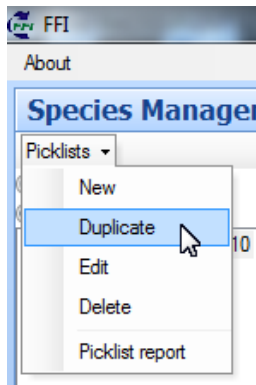 FFI
About
Species Manager
Picklists
New
Duplicate
10
Edit
Delete
Picklist report